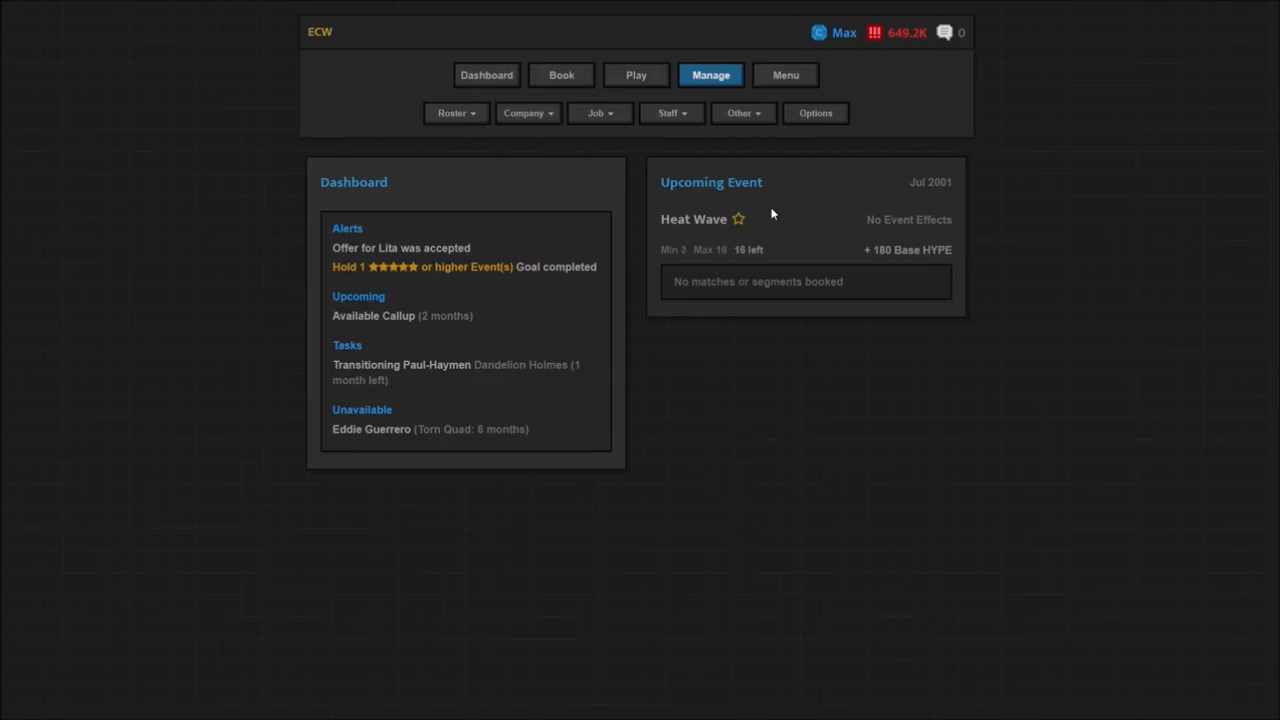 ECW
Max 649.2K 0
Dashboard Book Play Manage Menu
Roster Company Job Staff Other Options
Dashboard
Alerts
Offer for Lita was accepted
Hold 1 ★★★★★ or higher Event(s) Goal completed
Upcoming
Available Callup (2 months)
Tasks
Transitioning Paul-Haymen Dandelion Holmes (1
month left)
Unavailable
Eddie Guerrero (Torn Quad: 6 months)
Upcoming Event Jul 2001
Heat Wave No Event Effects
Min 3 Max 16 16 left + 180 Base HYPE
No matches or segments booked